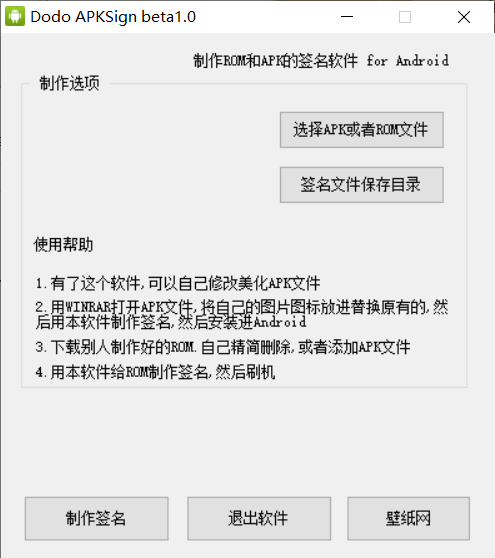 Dodo APKSign beta1.0
制作ROM和APK的签名软件 for Android
制作选项
选择APK或者ROM文件
签名文件保存目录
使用帮助
1.有了这个软件,可以自己修改美化APK文件
2.用WINRAR打开APK文件,将自己的图片图标放进替换原有的,然
后用本软件制作签名,然后安装进Android
3.下载别人制作好的ROM.自己精简删除,或者添加APK文件
4.用本软件给ROM制作签名,然后刷机
制作签名
退出软件
壁纸网